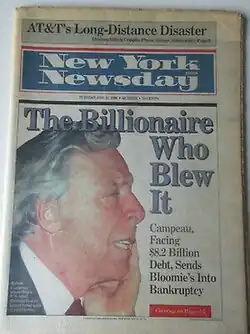 AT&T's Long-Distance Disaster
New York
Newsday
The Billionaire
Who
Blew
It
Campeau,
Facing
$8.2 Billion
Debt, Sends
Bloomie's Into
Bankruptcy